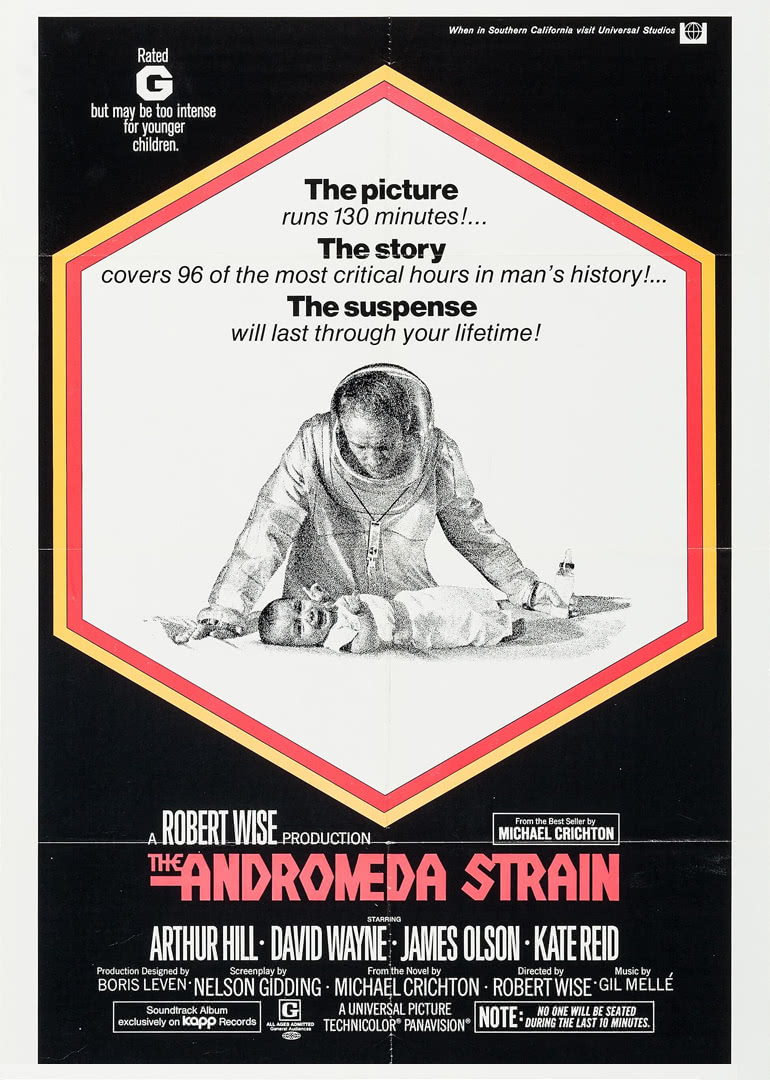 When in Southern California visit Universal Studios
Rated
G
but may be too intense
for younger
children.
The picture
runs 130 minutes!...
The story
covers 96 of the most critical hours in man's history!...
The suspense
will last through your lifetime!
A ROBERT WISE PRODUCTION
From the Best Seller by
MICHAEL CRICHTON
THE ANDROMEDA STRAIN
STARRING
ARTHUR HILL · DAVID WAYNE · JAMES OLSON · KATE REID
Production Designed by
BORIS LEVEN ·
Screenplay by
NELSON GIDDING ·
From the Novel by
MICHAEL CRICHTON ·
Directed by
ROBERT WISE ·
Music by
GIL MELLÉ
Soundtrack Album
exclusively on kapp Records
G
ALL AGES ADMITTED
General Audiences
A UNIVERSAL PICTURE
TECHNICOLOR® PANAVISION®
NOTE: NO ONE WILL BE SEATED
DURING THE LAST 10 MINUTES.